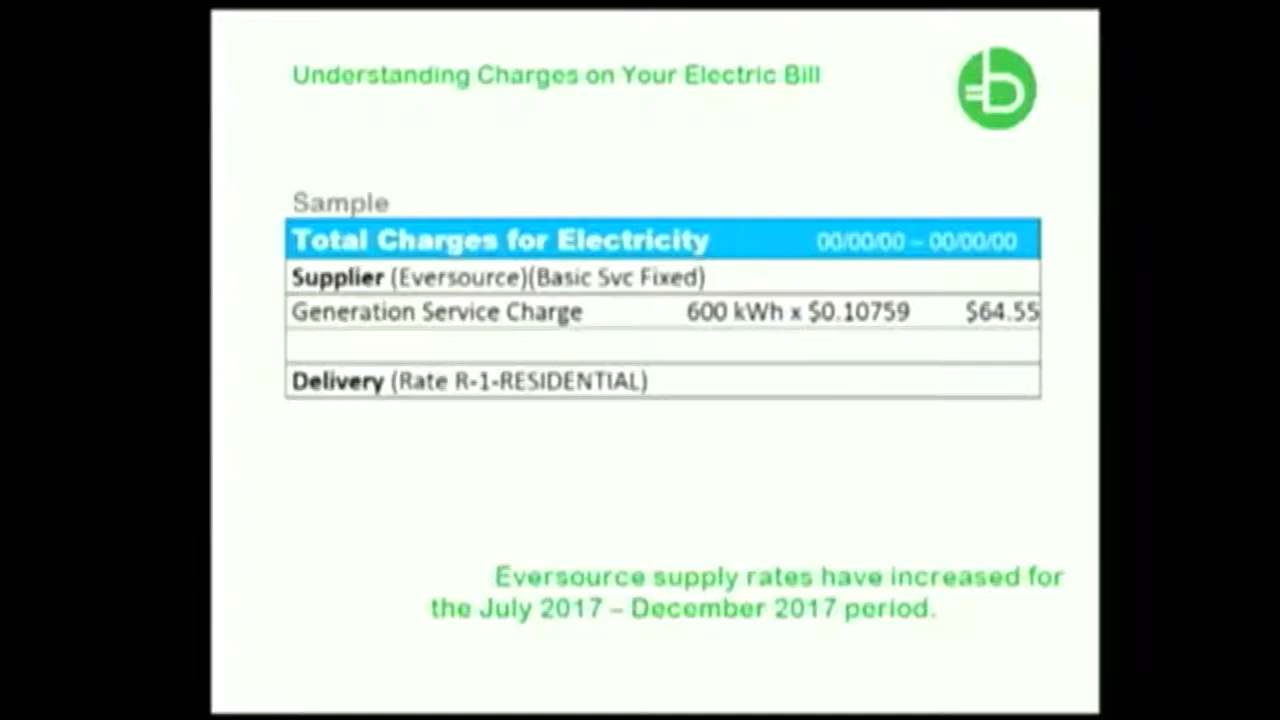 Understanding Charges on Your Electric Bill
b
Sample
Total Charges for Electricity 00/00/00 – 00/00/00
Supplier (Eversource)(Basic Svc Fixed)
Generation Service Charge 600 kWh x $0.10759 $64.55
Delivery (Rate R-1-RESIDENTIAL)
Eversource supply rates have increased for
the July 2017 – December 2017 period.